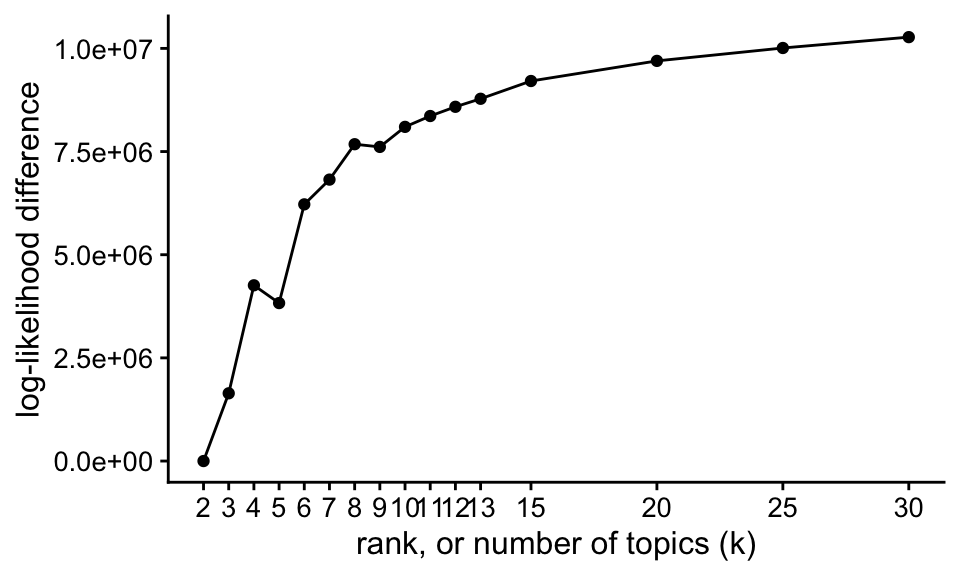 log-likelihood difference
1.0e+07
7.5e+06
5.0e+06
2.5e+06
0.0e+00
2 3 4 5 6 7 8 9 10 11 12 13 15 20 25 30
rank, or number of topics (k)